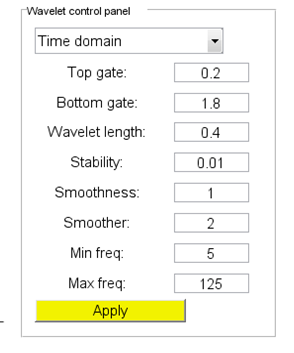 Wavelet control panel
Time domain
Top gate: 0.2
Bottom gate: 1.8
Wavelet length: 0.4
Stability: 0.01
Smoothness: 1
Smoother: 2
Min freq: 5
Max freq: 125
Apply